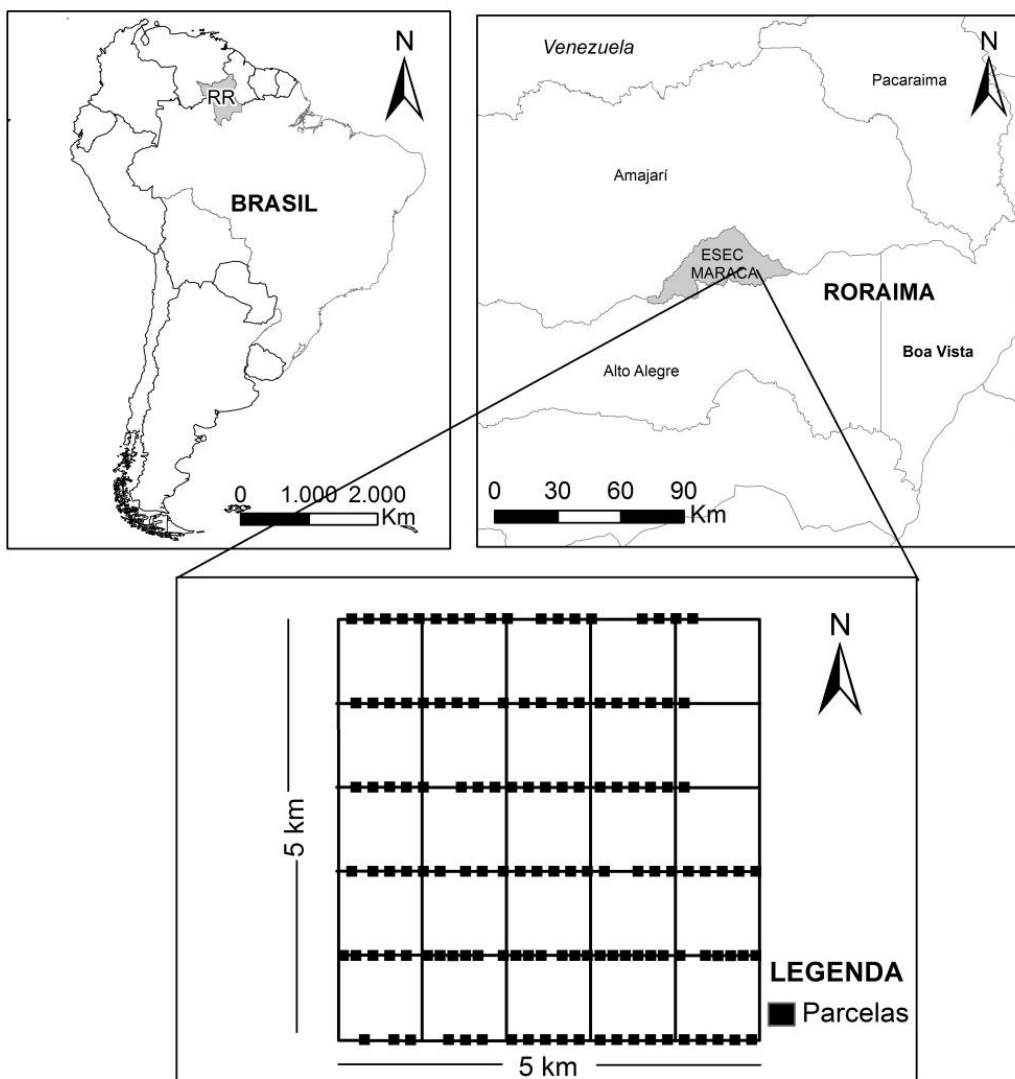 N
RR
BRASIL
0 1.000 2.000
Km
Venezuela
N
Pacaraima
Amajarí
ESEC
MARACA
RORAIMA
Boa Vista
Alto Alegre
0 30 60 90
Km
N
5 km
LEGENDA
Parcelas
5 km